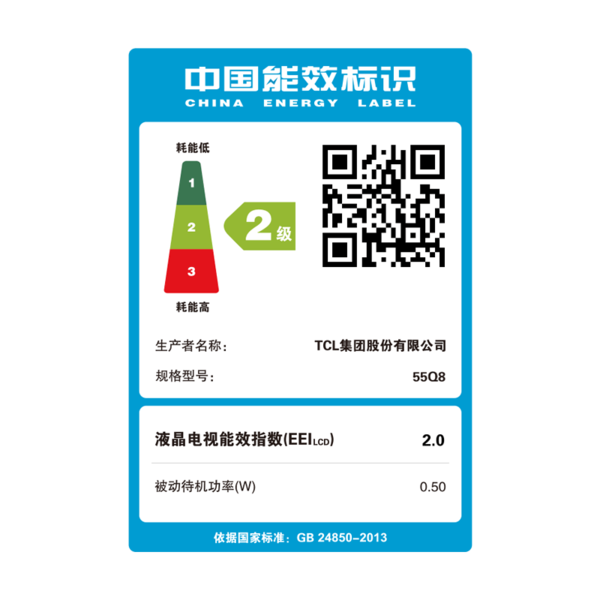 中国能效标识
CHINA ENERGY LABEL
耗能低
1
2
3
2级
耗能高
生产者名称: TCL集团股份有限公司
规格型号: 55Q8
液晶电视能效指数(EEILCD) 2.0
被动待机功率(W) 0.50
依据国家标准: GB 24850-2013